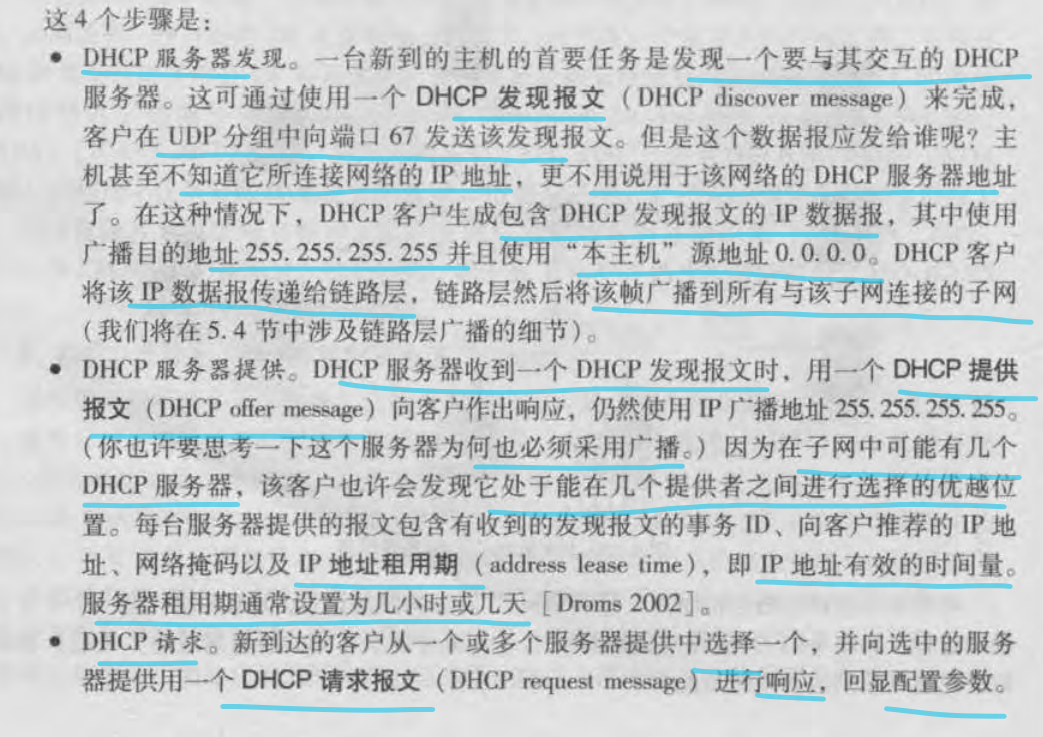 这4个步骤是：
• DHCP 服务器发现。一台新到的主机的首要任务是发现一个要与其交互的 DHCP
服务器。这可通过使用一个 DHCP 发现报文（DHCP discover message）来完成，
客户在 UDP 分组中向端口 67 发送该发现报文。但是这个数据报应发给谁呢？主
机甚至不知道它所连接网络的 IP 地址，更不用说用于该网络的 DHCP 服务器地址
了。在这种情况下，DHCP 客户生成包含 DHCP 发现报文的 IP 数据报，其中使用
广播目的地址 255.255.255.255 并且使用“本主机”源地址 0.0.0.0。DHCP 客户
将该 IP 数据报传递给链路层，链路层然后将该帧广播到所有与该子网连接的子网
（我们将在 5.4 节中涉及链路层广播的细节）。
• DHCP 服务器提供。DHCP 服务器收到一个 DHCP 发现报文时，用一个 DHCP 提供
报文（DHCP offer message）向客户作出响应，仍然使用 IP 广播地址 255.255.255.255。
（你也许要思考一下这个服务器为何也必须采用广播。）因为在子网中可能有几个
DHCP 服务器，该客户也许会发现它处于能在几个提供者之间进行选择的优越位
置。每台服务器提供的报文包含有收到的发现报文的事务 ID、向客户推荐的 IP 地
址、网络掩码以及 IP 地址租用期（address lease time），即 IP 地址有效的时间量。
服务器租用期通常设置为几小时或几天［Droms 2002］。
• DHCP 请求。新到达的客户从一个或多个服务器提供中选择一个，并向选中的服务
器提供用一个 DHCP 请求报文（DHCP request message）进行响应，回显配置参数。